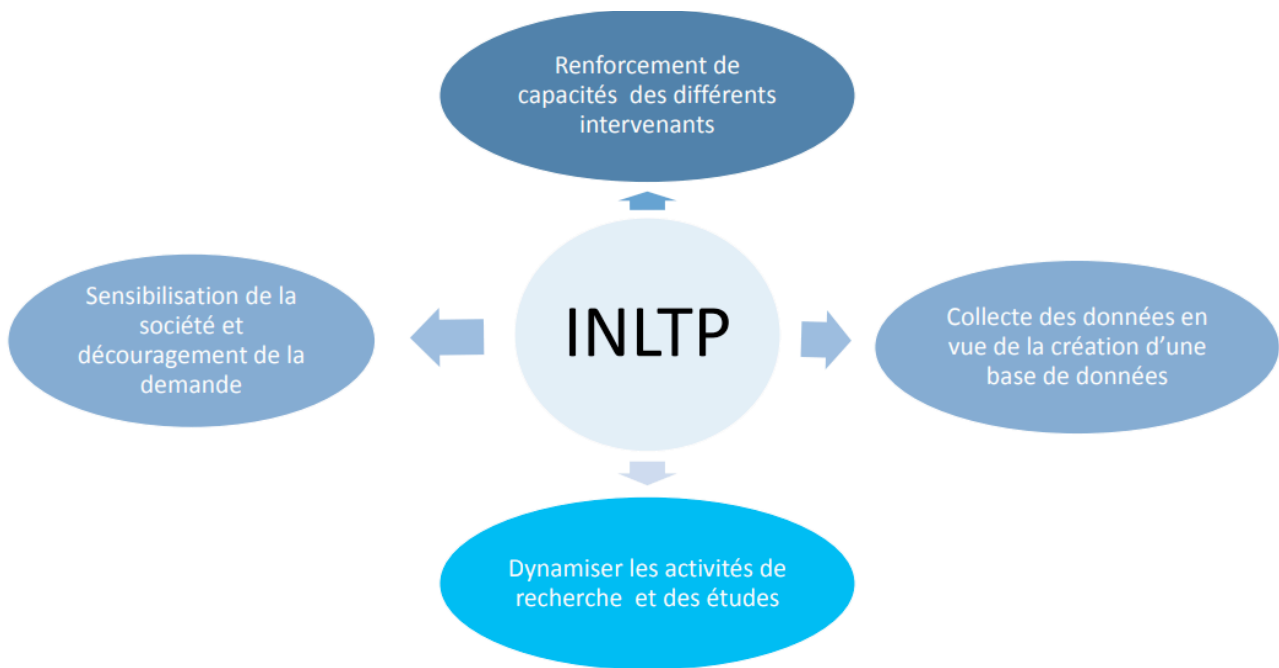 Renforcement de
capacités  des différents
intervenants
Sensibilisation de la
société et
découragement de la
demande
INLTP
Collecte des données en
vue de la création d’une
base de données
Dynamiser les activités de
recherche  et des études